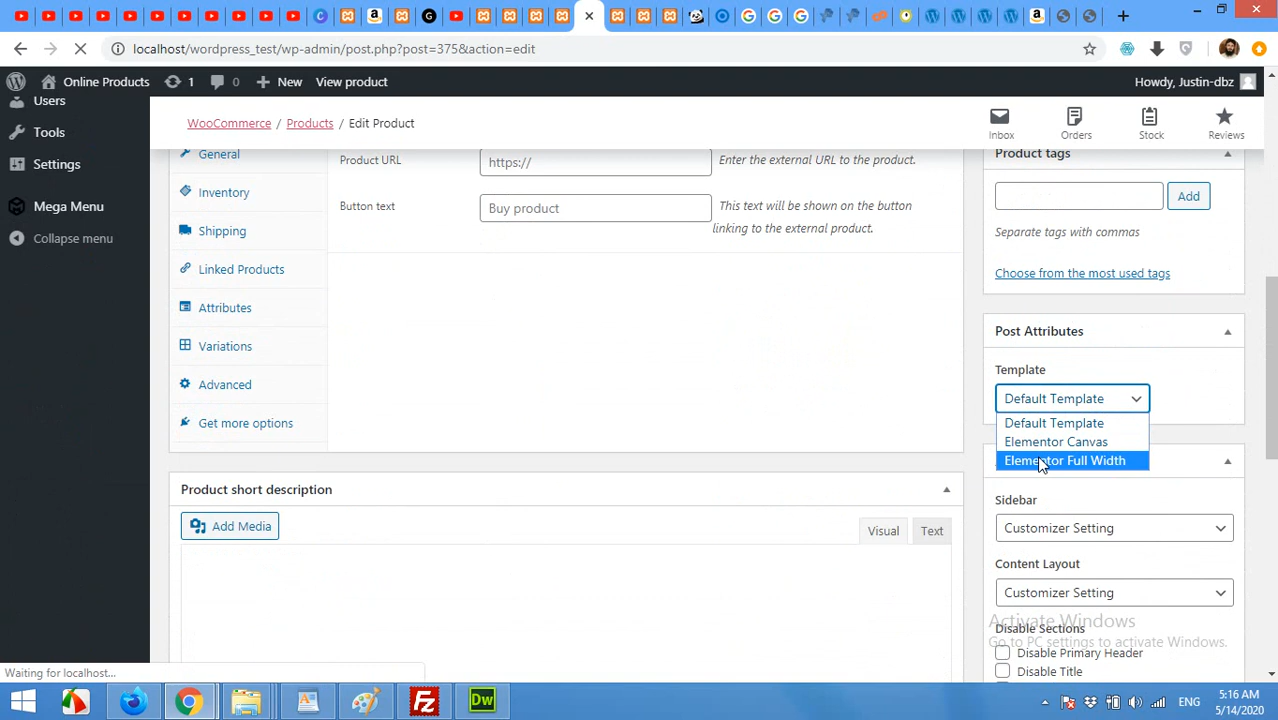 localhost/wordpress_test/wp-admin/post.php?post=375&action=edit
Online Products
1
0
New
View product
Howdy, Justin-dbz
Users
Tools
Settings
Mega Menu
Collapse menu
WooCommerce / Products / Edit Product
Inbox
Orders
Stock
Reviews
General
Inventory
Shipping
Linked Products
Attributes
Variations
Advanced
Get more options
Product URL
https://
Enter the external URL to the product.
Button text
Buy product
This text will be shown on the button
linking to the external product.
Product short description
Add Media
Visual
Text
Product tags
Add
Separate tags with commas
Choose from the most used tags
Post Attributes
Template
Default Template
Default Template
Elementor Canvas
Elementor Full Width
Sidebar
Customizer Setting
Content Layout
Customizer Setting
Activate Windows
Go to PC settings to activate Windows.
Disable Sections
Disable Primary Header
Disable Title
Waiting for localhost...
ENG
5:16 AM
5/14/2020